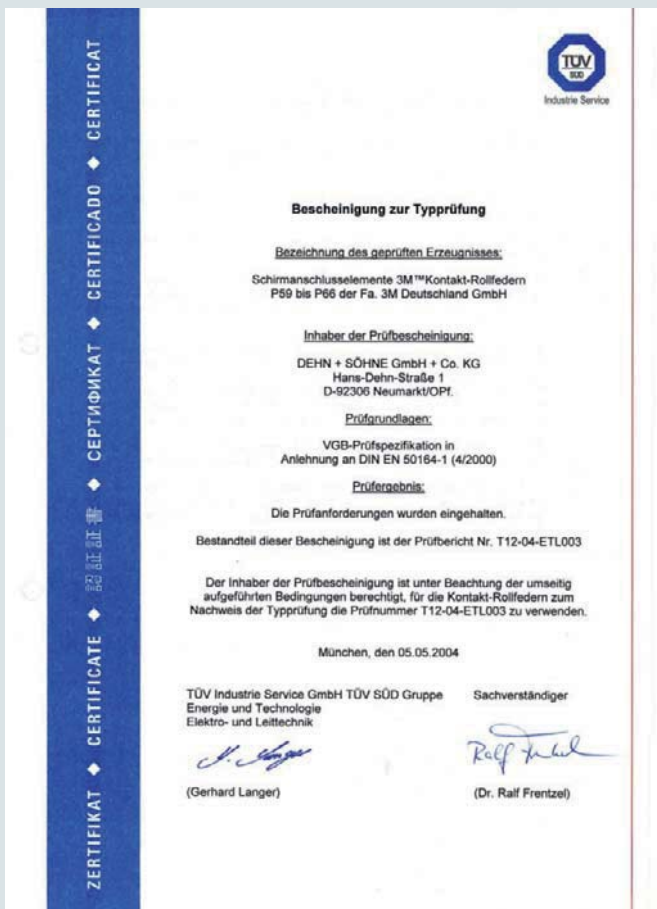 TÜV
SÜD
Industrie Service
Bescheinigung zur Typprüfung
Bezeichnung des geprüften Erzeugnisses:
Schirmanschlusselemente 3M™Kontakt-Rollfedern
P59 bis P66 der Fa. 3M Deutschland GmbH
Inhaber der Prüfbescheinigung:
DEHN + SÖHNE GmbH + Co. KG
Hans-Dehn-Straße 1
D-92306 Neumarkt/OPf.
Prüfgrundlagen:
VGB-Prüfspezifikation in
Anlehnung an DIN EN 50164-1 (4/2000)
Prüfergebnis:
Die Prüfanforderungen wurden eingehalten.
Bestandteil dieser Bescheinigung ist der Prüfbericht Nr. T12-04-ETL003
Der Inhaber der Prüfbescheinigung ist unter Beachtung der umseitig
aufgeführten Bedingungen berechtigt, für die Kontakt-Rollfedern zum
Nachweis der Typprüfung die Prüfnummer T12-04-ETL003 zu verwenden.
München, den 05.05.2004
TÜV Industrie Service GmbH TÜV SÜD Gruppe
Energie und Technologie
Elektro- und Leittechnik
Sachverständiger
(Gerhard Langer)
(Dr. Ralf Frentzel)
ZERTIFIKAT ◆ CERTIFICATE ◆ 認証証書 ◆ СЕРТИФИКАТ ◆ CERTIFICADO ◆ CERTIFICAT